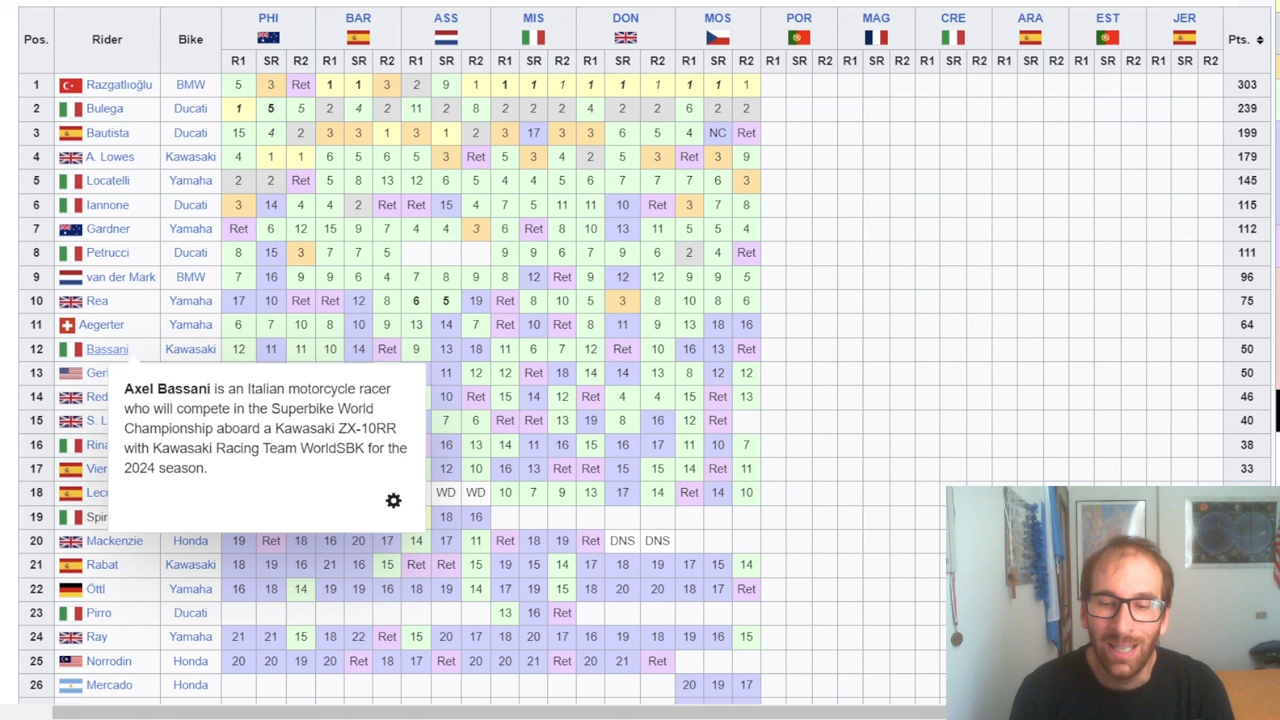 Pos. Rider Bike PHI BAR ASS MIS DON MOS POR MAG CRE ARA EST JER Pts.
R1 SR R2 R1 SR R2 R1 SR R2 R1 SR R2 R1 SR R2 R1 SR R2 R1 SR R2 R1 SR R2 R1 SR R2 R1 SR R2 R1 SR R2 R1 SR R2
1 Razgatlıoğlu BMW 5 3 Ret 1 1 3 2 9 1 1 1 1 1 1 1 1 1 1 303
2 Bulega Ducati 1 5 5 2 4 2 11 2 8 2 2 2 4 2 2 6 2 2 239
3 Bautista Ducati 15 4 2 3 3 1 3 1 2 3 17 3 3 6 5 4 NC Ret 199
4 A. Lowes Kawasaki 4 1 1 6 5 6 5 3 Ret 5 3 4 2 5 3 Ret 3 9 179
5 Locatelli Yamaha 2 2 Ret 5 8 13 12 6 5 4 4 5 6 7 7 7 6 3 145
6 Iannone Ducati 3 14 4 4 2 Ret Ret 15 4 7 5 11 11 10 Ret 3 7 8 115
7 Gardner Yamaha Ret 6 12 15 9 7 4 4 3 6 Ret 8 10 13 11 5 5 4 112
8 Petrucci Ducati 8 15 3 7 7 5 9 9 6 7 9 6 2 4 Ret 111
9 van der Mark BMW 7 16 9 9 6 4 7 8 9 8 12 Ret 9 12 12 9 9 5 96
10 Rea Yamaha 17 10 Ret Ret 12 8 6 5 19 Ret 8 10 5 3 8 10 8 6 75
11 Aegerter Yamaha 6 7 10 8 10 9 13 14 7 Ret 10 Ret 8 11 9 13 18 16 64
12 Bassani Kawasaki 12 11 11 10 14 Ret 9 13 18 11 6 7 12 Ret 10 16 13 Ret 50
13 Ger 11 12 12 Ret 18 14 14 13 8 12 12 50
14 Red 10 Ret 15 14 12 Ret 4 4 15 Ret 13 46
15 S. L 7 6 Ret Ret 13 19 8 16 12 Ret 40
16 Rina 16 13 14 11 16 15 16 17 11 10 7 38
17 Vier 12 10 16 13 Ret Ret 15 15 14 Ret 11 33
18 Lecu WD WD 10 7 9 13 17 14 Ret 14 10
19 Spir 18 16
20 Mackenzie Honda 19 Ret 18 16 20 17 14 17 11 Ret 18 19 Ret DNS DNS
21 Rabat Kawasaki 18 19 16 21 16 15 Ret Ret 15 19 15 14 17 18 19 17 15 14
22 Öttl Yamaha 16 18 14 19 19 16 18 19 14 17 19 15 18 20 20 18 17 Ret
23 Pirro Ducati 13 16 Ret
24 Ray Yamaha 21 21 15 18 22 Ret 15 20 17 18 20 17 16 19 18 19 16 15
25 Norrodin Honda 20 20 19 20 Ret 18 17 Ret 20 20 21 Ret 20 21 Ret
26 Mercado Honda 20 19 17
Axel Bassani is an Italian motorcycle racer
who will compete in the Superbike World
Championship aboard a Kawasaki ZX-10RR
with Kawasaki Racing Team WorldSBK for the
2024 season.